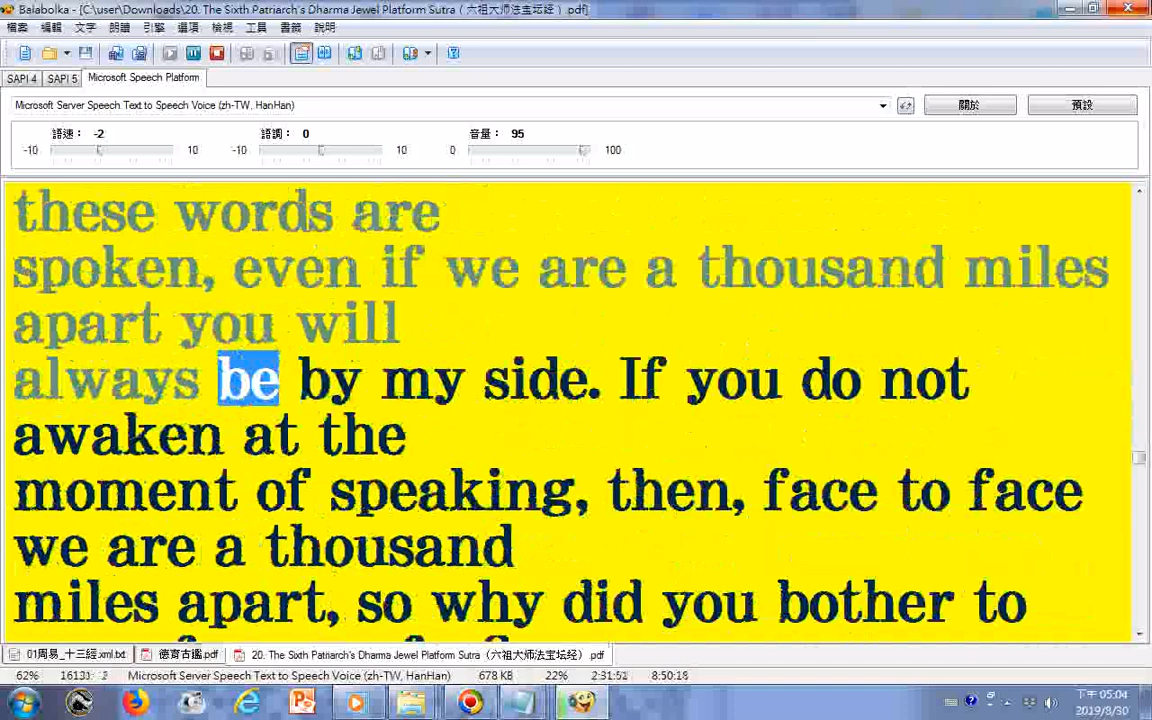 Balabolka - [C:\user\Downloads\20. The Sixth Patriarch's Dharma Jewel Platform Sutra（六祖大师法宝坛经）pdf]
檔案 編輯 文字 朗讀 引擎 選項 檢視 工具 書籤 說明
SAPI 4 SAPI 5 Microsoft Speech Platform
Microsoft Server Speech Text to Speech Voice (zh-TW, HanHan) 關於 預設
語速： -2 語調： 0 音量： 95
-10 10 -10 10 0 100
these words are
spoken, even if we are a thousand miles
apart you will
always be by my side. If you do not
awaken at the
moment of speaking, then, face to face
we are a thousand
miles apart, so why did you bother to
01周易_十三經.xml.txt 德育古鑑.pdf 20. The Sixth Patriarch's Dharma Jewel Platform Sutra（六祖大师法宝坛经）pdf
62% Microsoft Server Speech Text to Speech Voice (zh-TW, HanHan) 678 KB 22% 2:31:51 8:50:18
下午 05:04
2019/8/30